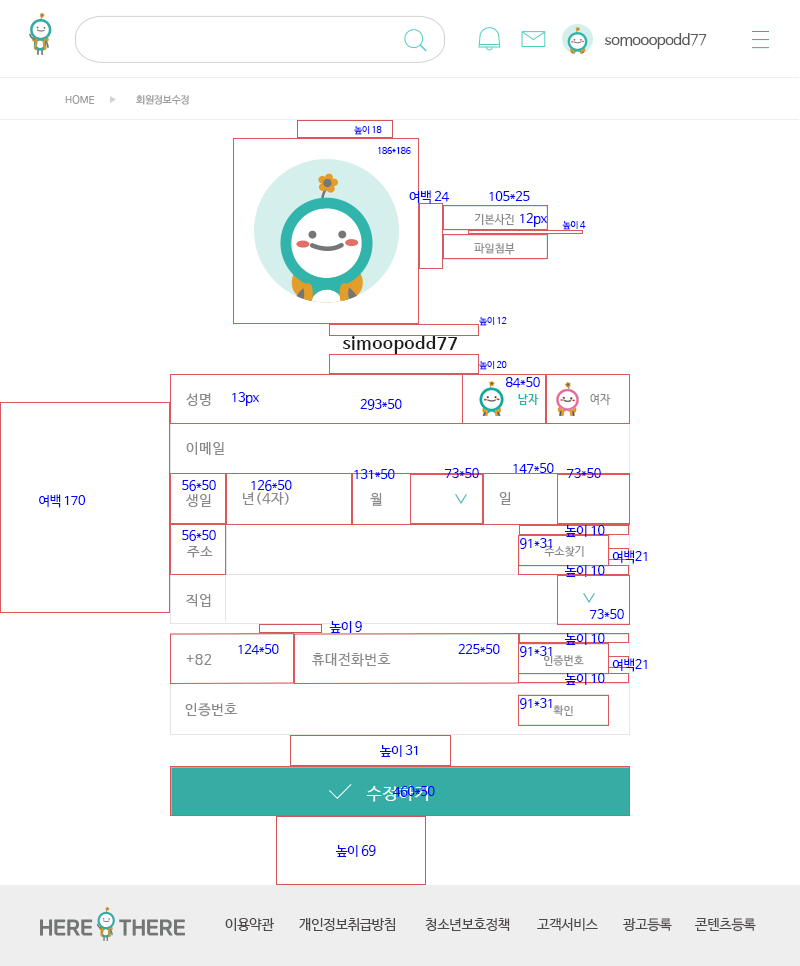 somooopodd77
HOME 회원정보수정
높이 18
186*186
여백 24 105*25
기본사진 12px
높이 4
파일첨부
높이 12
simoopodd77
높이 20
성명 13px 293*50 84*50 남자 여자
이메일
56*50 126*50 131*50 73*50 147*50 73*50
생일 년(4자) 월 일
56*50
주소
높이 10
91*31
주소찾기 여백21
높이 10
직업
73*50
높이 9
+82 124*50 휴대전화번호 225*50
높이 10
91*31
인증번호 여백21
높이 10
인증번호 91*31
확인
높이 31
여백 170
수정하기 460*50
높이 69
HERE THERE 이용약관 개인정보취급방침 청소년보호정책 고객서비스 광고등록 콘텐츠등록